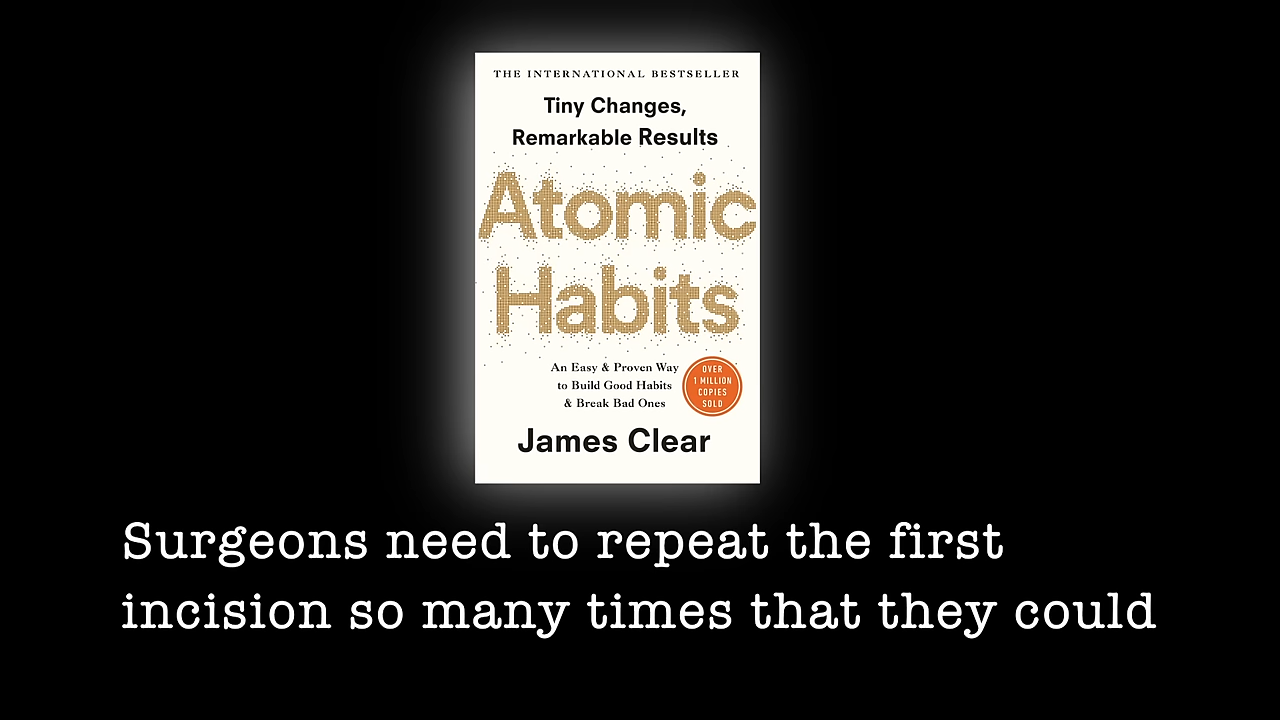 THE INTERNATIONAL BESTSELLER
Tiny Changes,
Remarkable Results
Atomic
Habits
An Easy & Proven Way
to Build Good Habits
& Break Bad Ones
OVER
1 MILLION
COPIES
SOLD
James Clear
Surgeons need to repeat the first
incision so many times that they could